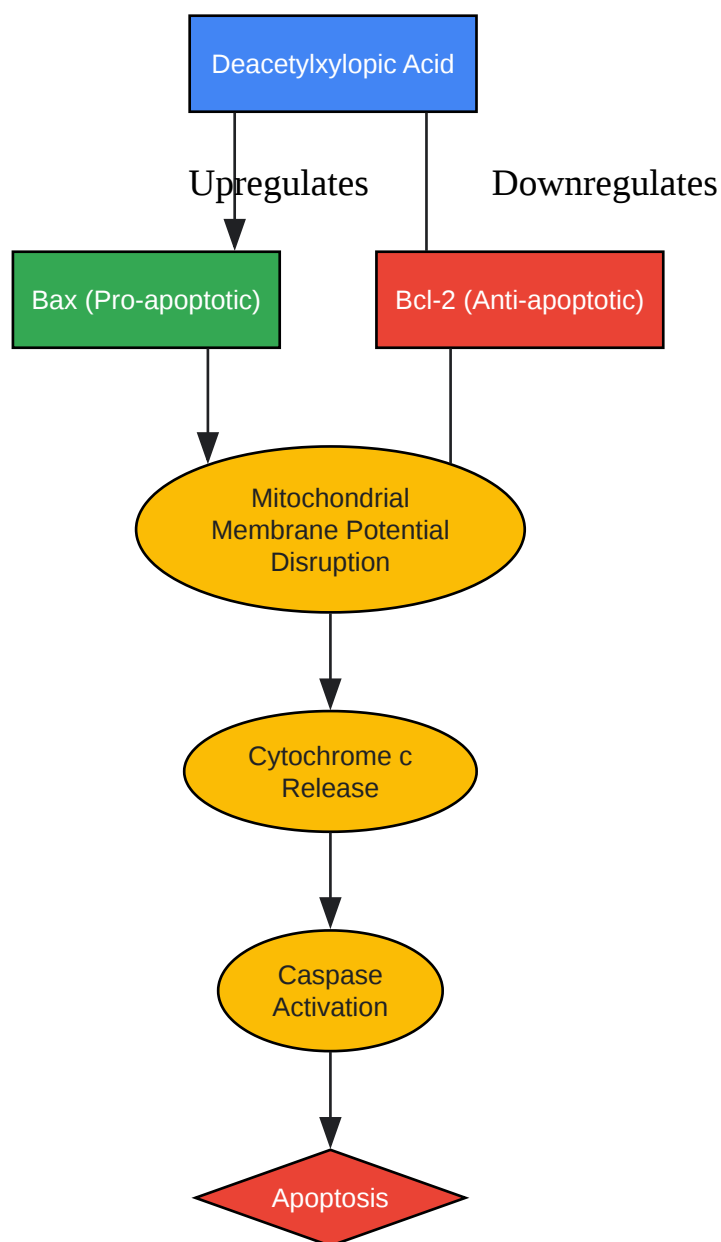 Deacetylxylopic Acid
Upregulates
Downregulates
Bax (Pro-apoptotic)
Bcl-2 (Anti-apoptotic)
Mitochondrial
Membrane Potential
Disruption
Cytochrome c
Release
Caspase
Activation
Apoptosis